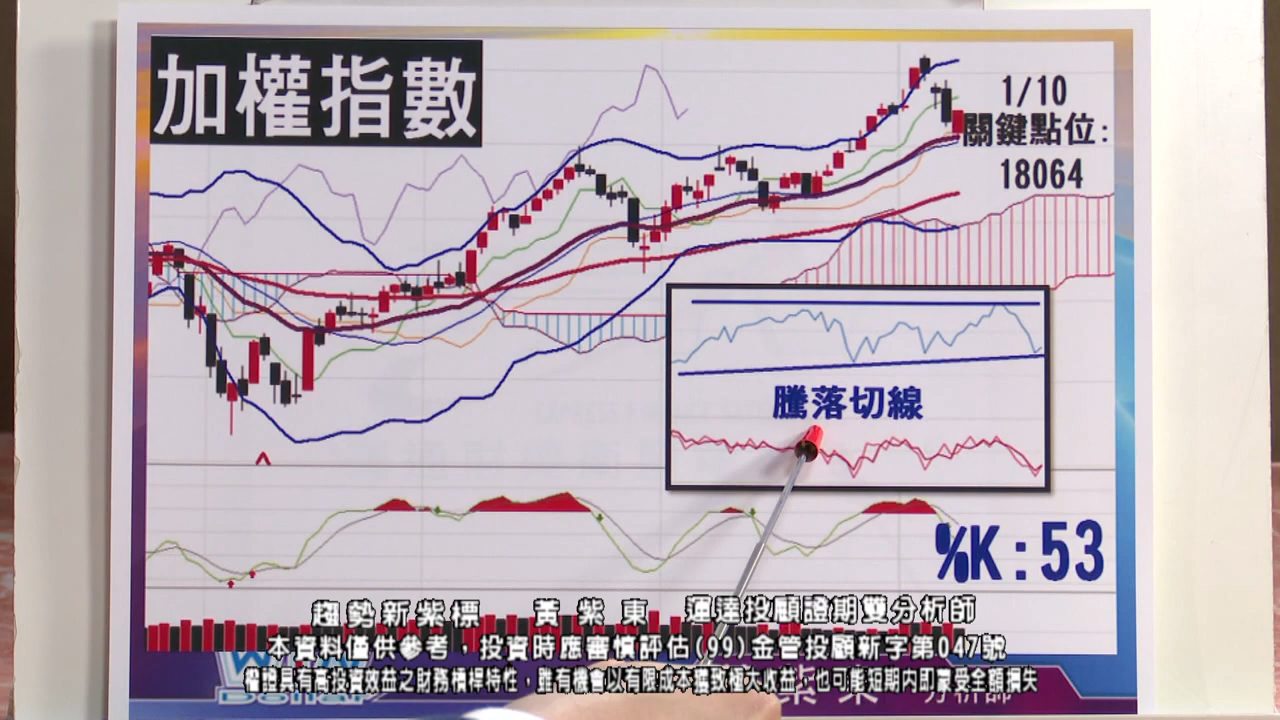 加權指數
1/10
關鍵點位:
18064
騰落切線
%K:53
趨勢新紫標 黃紫東 運達投顧證期雙分析師
本資料僅供參考，投資時應審慎評估(99)金管投顧新字第047號
權證具有高投資效益之財務槓桿特性，雖有機會以有限成本獲致極大收益，也可能短期內即蒙受全額損失